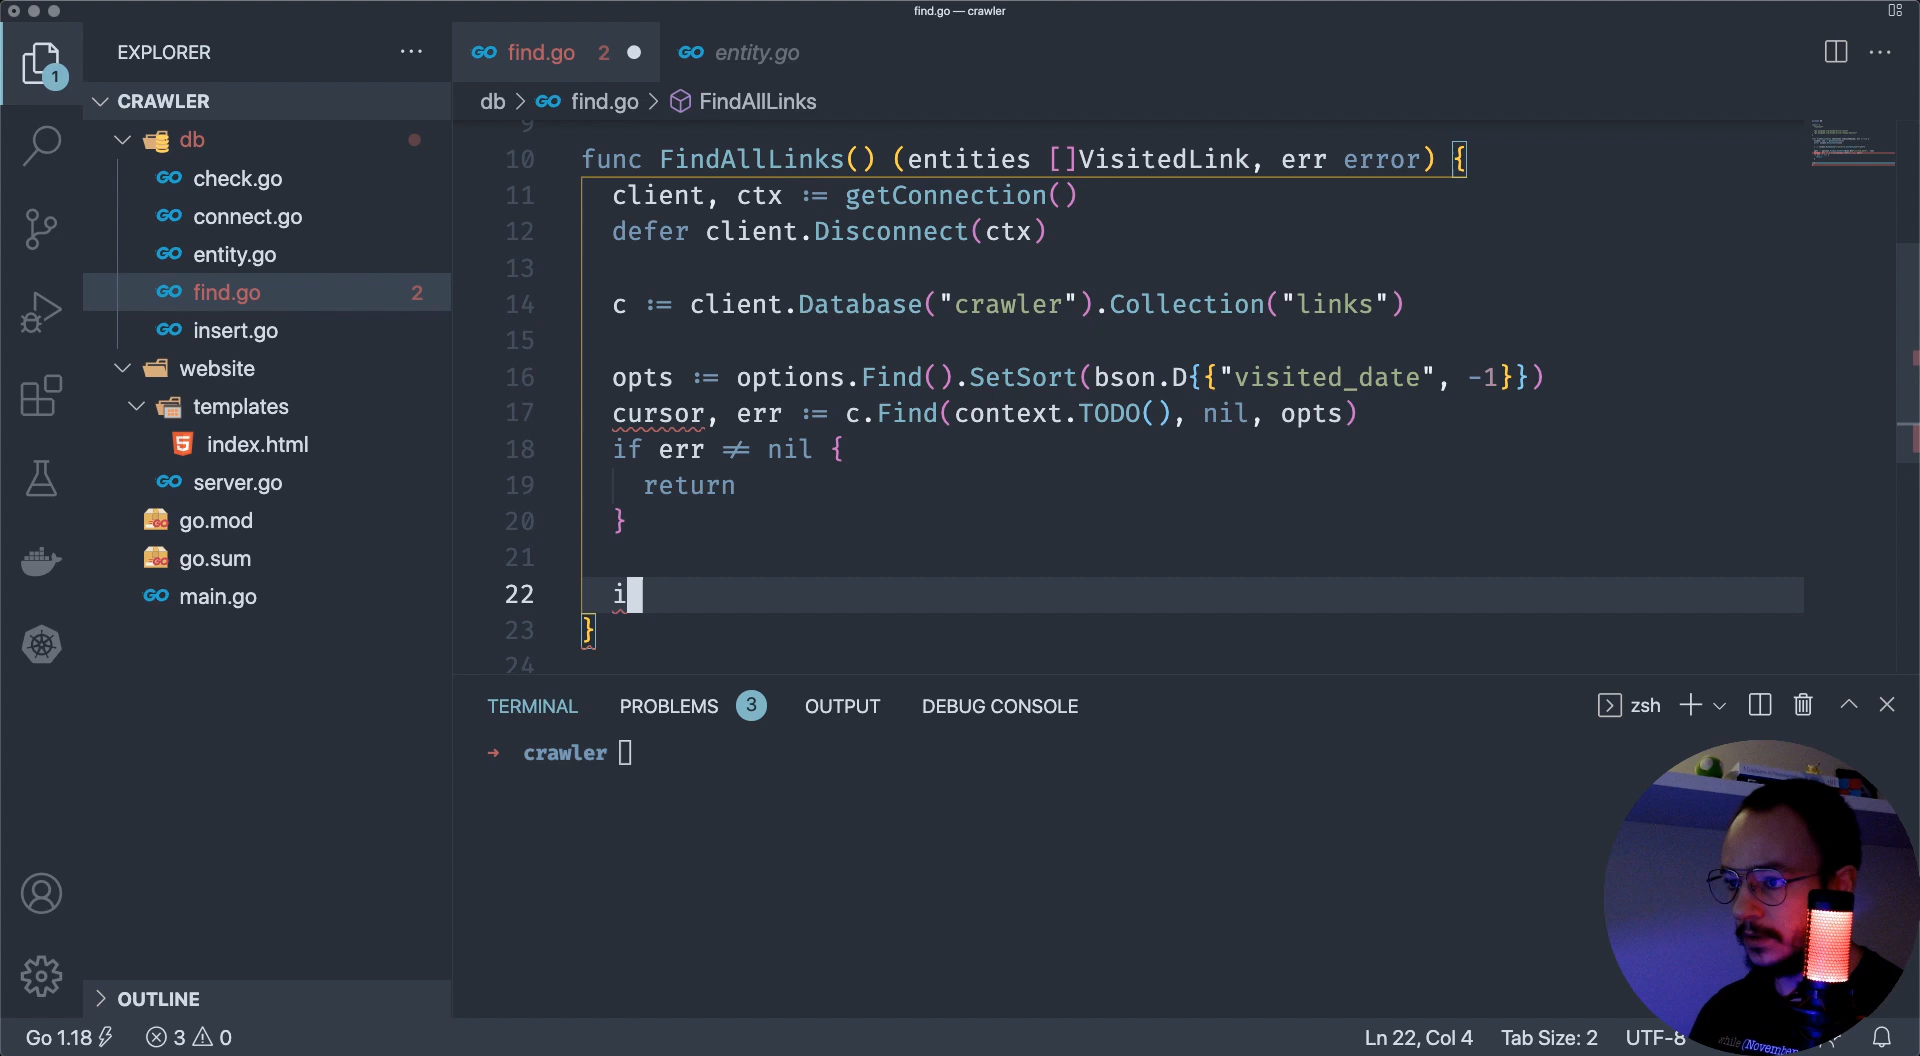 find.go — crawler
EXPLORER
1
CRAWLER
db
check.go
connect.go
entity.go
find.go 2
insert.go
website
templates
index.html
server.go
go.mod
go.sum
main.go
OUTLINE
find.go 2
entity.go
db > find.go > FindAllLinks
9
10 func FindAllLinks() (entities []VisitedLink, err error) {
11 client, ctx := getConnection()
12 defer client.Disconnect(ctx)
13
14 c := client.Database("crawler").Collection("links")
15
16 opts := options.Find().SetSort(bson.D{{"visited_date", -1}})
17 cursor, err := c.Find(context.TODO(), nil, opts)
18 if err ≠ nil {
19 return
20 }
21
22 i
23 }
24
TERMINAL PROBLEMS 3 OUTPUT DEBUG CONSOLE
zsh
→ crawler
while(November
Go 1.18 3 0
Ln 22, Col 4 Tab Size: 2 UTF-8